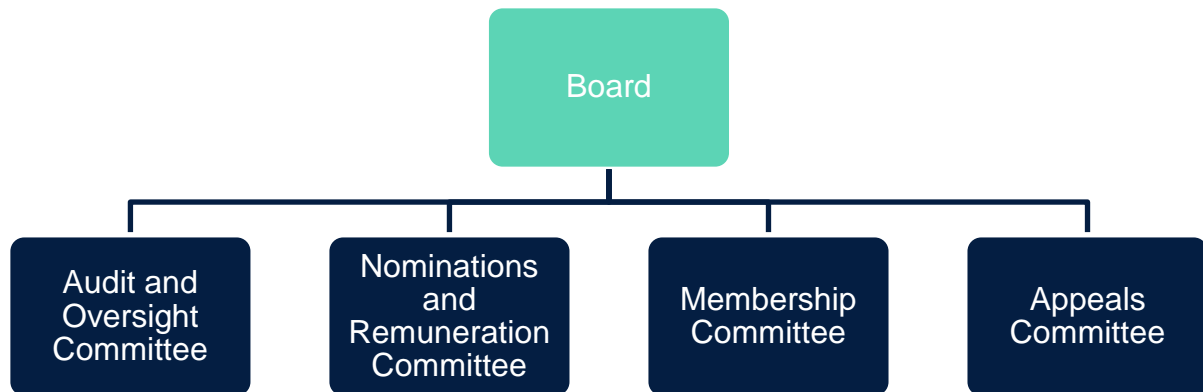 Board
Audit and
Oversight
Committee
Nominations
and
Remuneration
Committee
Membership
Committee
Appeals
Committee